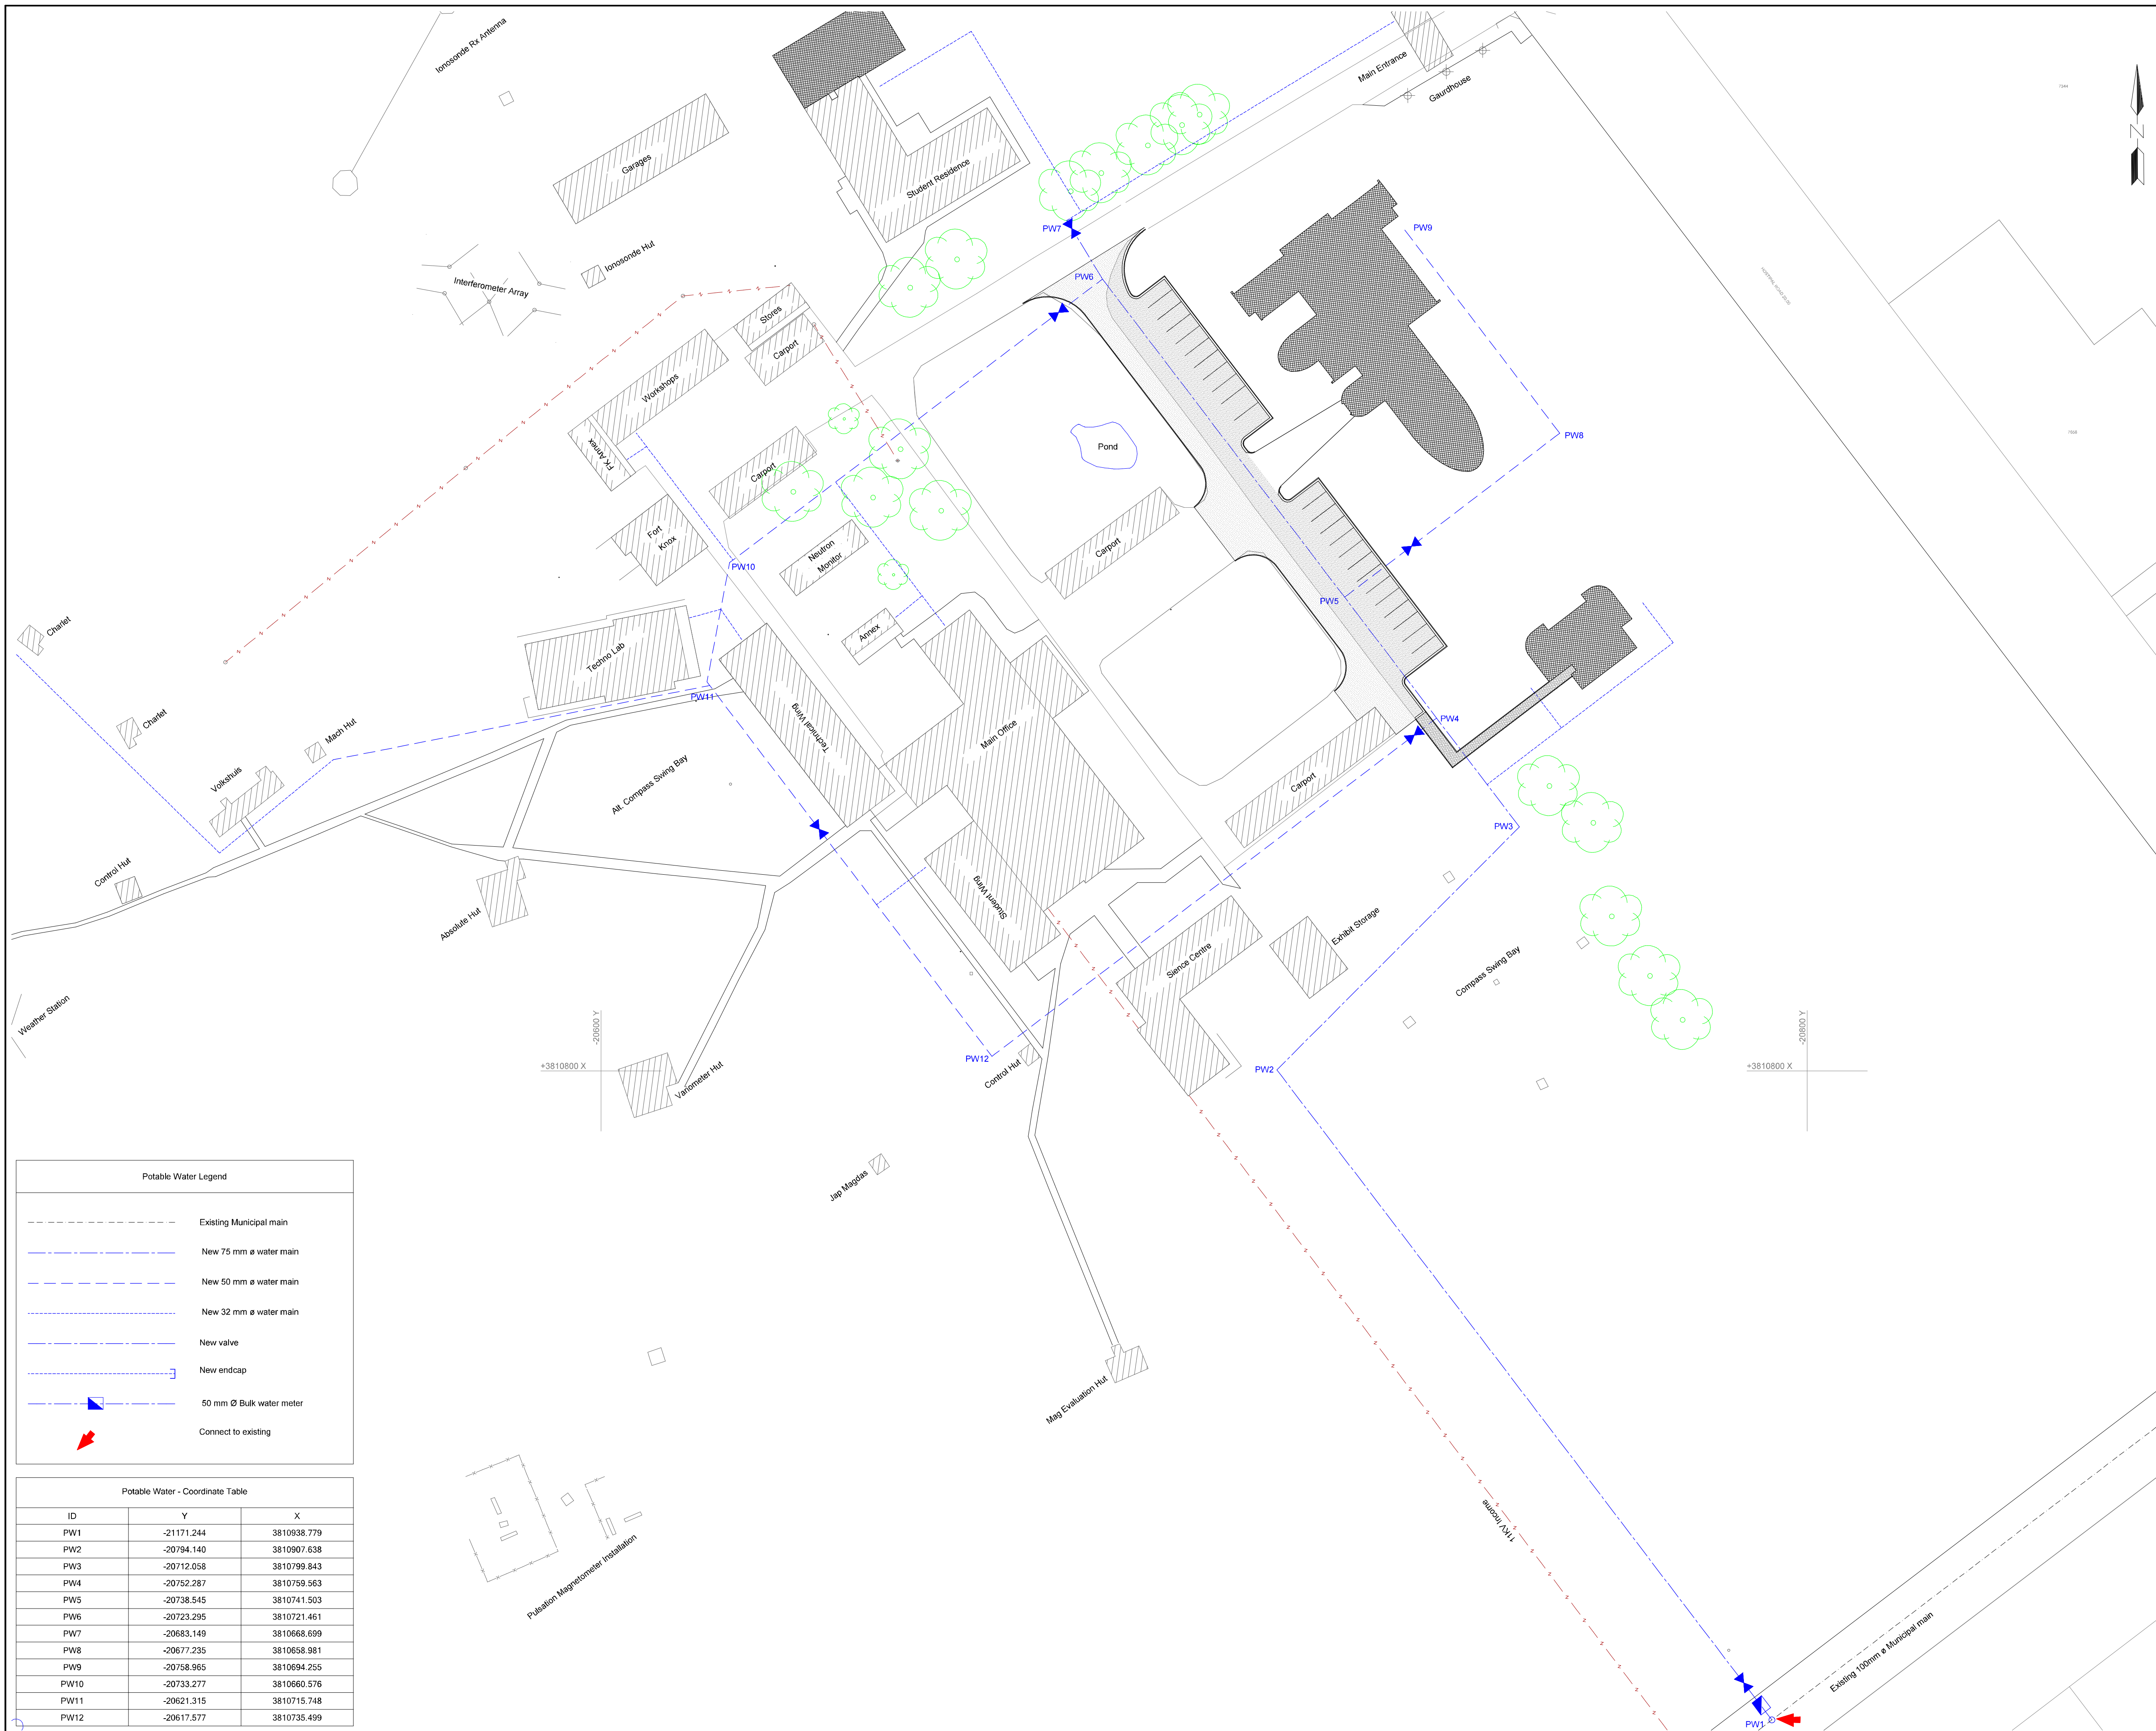 Ionosonde Rx Antenna
Main Entrance
Gaurdhouse
7344
N
Garages
Student Residence
Ionosonde Hut
Interferometer Array
PW7
PW9
PW6
Stores
Carport
Workshops
FK Annex
Carport
Pond
PW8
7858
Fort
Knox
Neutron
Monitor
Carport
PW10
PW5
Charlet
Annex
Techno Lab
PW11
Technical Wing
Main Office
PW4
Charlet
Mach Hut
Volkshuis
Alt. Compass Swing Bay
Carport
PW3
Control Hut
Absolute Hut
Student Wing
Sience Centre
Exhibit Storage
Compass Swing Bay
Weather Station
-20600 Y
+3810800 X
Variometer Hut
PW12
Control Hut
PW2
-20800 Y
+3810800 X
Jap Magdas
Mag Evaluation Hut
11KV Income
Pulsation Magnetometer Installation
Existing 100mm ø Municipal main
PW1
Potable Water Legend
Existing Municipal main
New 75 mm ø water main
New 50 mm ø water main
New 32 mm ø water main
New valve
New endcap
50 mm Ø Bulk water meter
Connect to existing
Potable Water - Coordinate Table
ID Y X
PW1 -21171.244 3810938.779
PW2 -20794.140 3810907.638
PW3 -20712.058 3810799.843
PW4 -20752.287 3810759.563
PW5 -20738.545 3810741.503
PW6 -20723.295 3810721.461
PW7 -20683.149 3810668.699
PW8 -20677.235 3810658.981
PW9 -20758.965 3810694.255
PW10 -20733.277 3810660.576
PW11 -20621.315 3810715.748
PW12 -20617.577 3810735.499